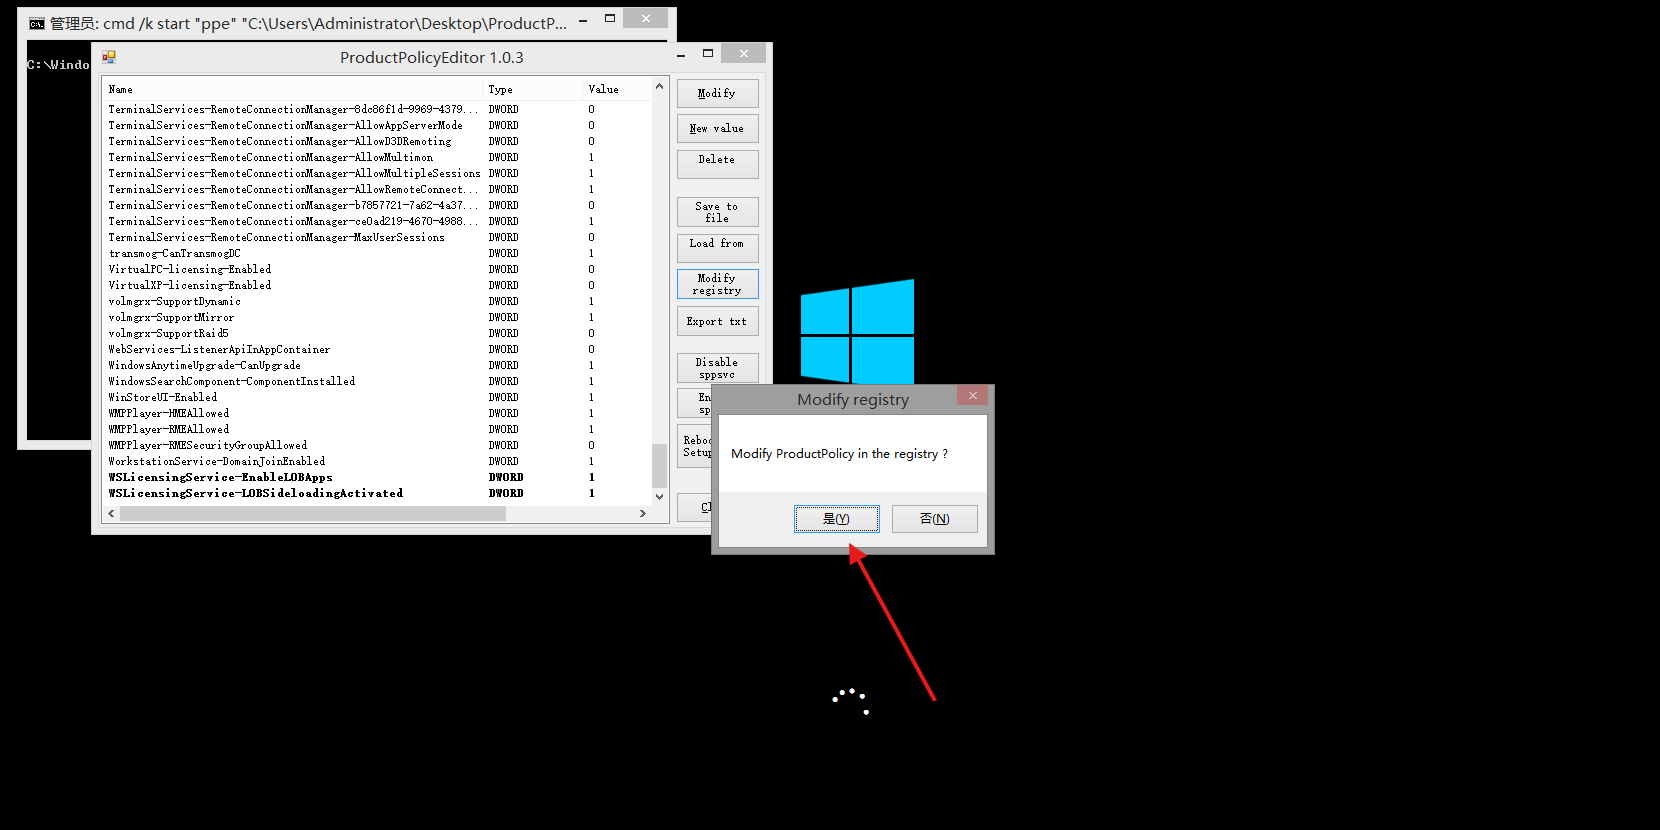 管理员: cmd /k start "ppe" "C:\Users\Administrator\Desktop\ProductP...
C:\Windo
ProductPolicyEditor 1.0.3
Name Type Value
TerminalServices-RemoteConnectionManager-8dc86f1d-9969-4379... DWORD 0
TerminalServices-RemoteConnectionManager-AllowAppServerMode DWORD 0
TerminalServices-RemoteConnectionManager-AllowD3DRemoting DWORD 0
TerminalServices-RemoteConnectionManager-AllowMultimon DWORD 1
TerminalServices-RemoteConnectionManager-AllowMultipleSessions DWORD 1
TerminalServices-RemoteConnectionManager-AllowRemoteConnect... DWORD 1
TerminalServices-RemoteConnectionManager-b7857721-7a62-4a37... DWORD 0
TerminalServices-RemoteConnectionManager-ce0ad219-4670-4988... DWORD 1
TerminalServices-RemoteConnectionManager-MaxUserSessions DWORD 0
transmog-CanTransmogDC DWORD 1
VirtualPC-licensing-Enabled DWORD 0
VirtualXP-licensing-Enabled DWORD 0
volmgrx-SupportDynamic DWORD 1
volmgrx-SupportMirror DWORD 1
volmgrx-SupportRaid5 DWORD 0
WebServices-ListenerApiInAppContainer DWORD 0
WindowsAnytimeUpgrade-CanUpgrade DWORD 1
WindowsSearchComponent-ComponentInstalled DWORD 1
WinStoreUI-Enabled DWORD 1
WMPPlayer-HMEAllowed DWORD 1
WMPPlayer-RMEAllowed DWORD 1
WMPPlayer-RMESecurityGroupAllowed DWORD 0
WorkstationService-DomainJoinEnabled DWORD 1
WSLicensingService-EnableLOBApps DWORD 1
WSLicensingService-LOBSideloadingActivated DWORD 1
Modify
New value
Delete
Save to
file
Load from
Modify
registry
Export txt
Disable
sppsvc
En
sp
Reboo
Setup
Cl
Modify registry
Modify ProductPolicy in the registry ?
是(Y)
否(N)